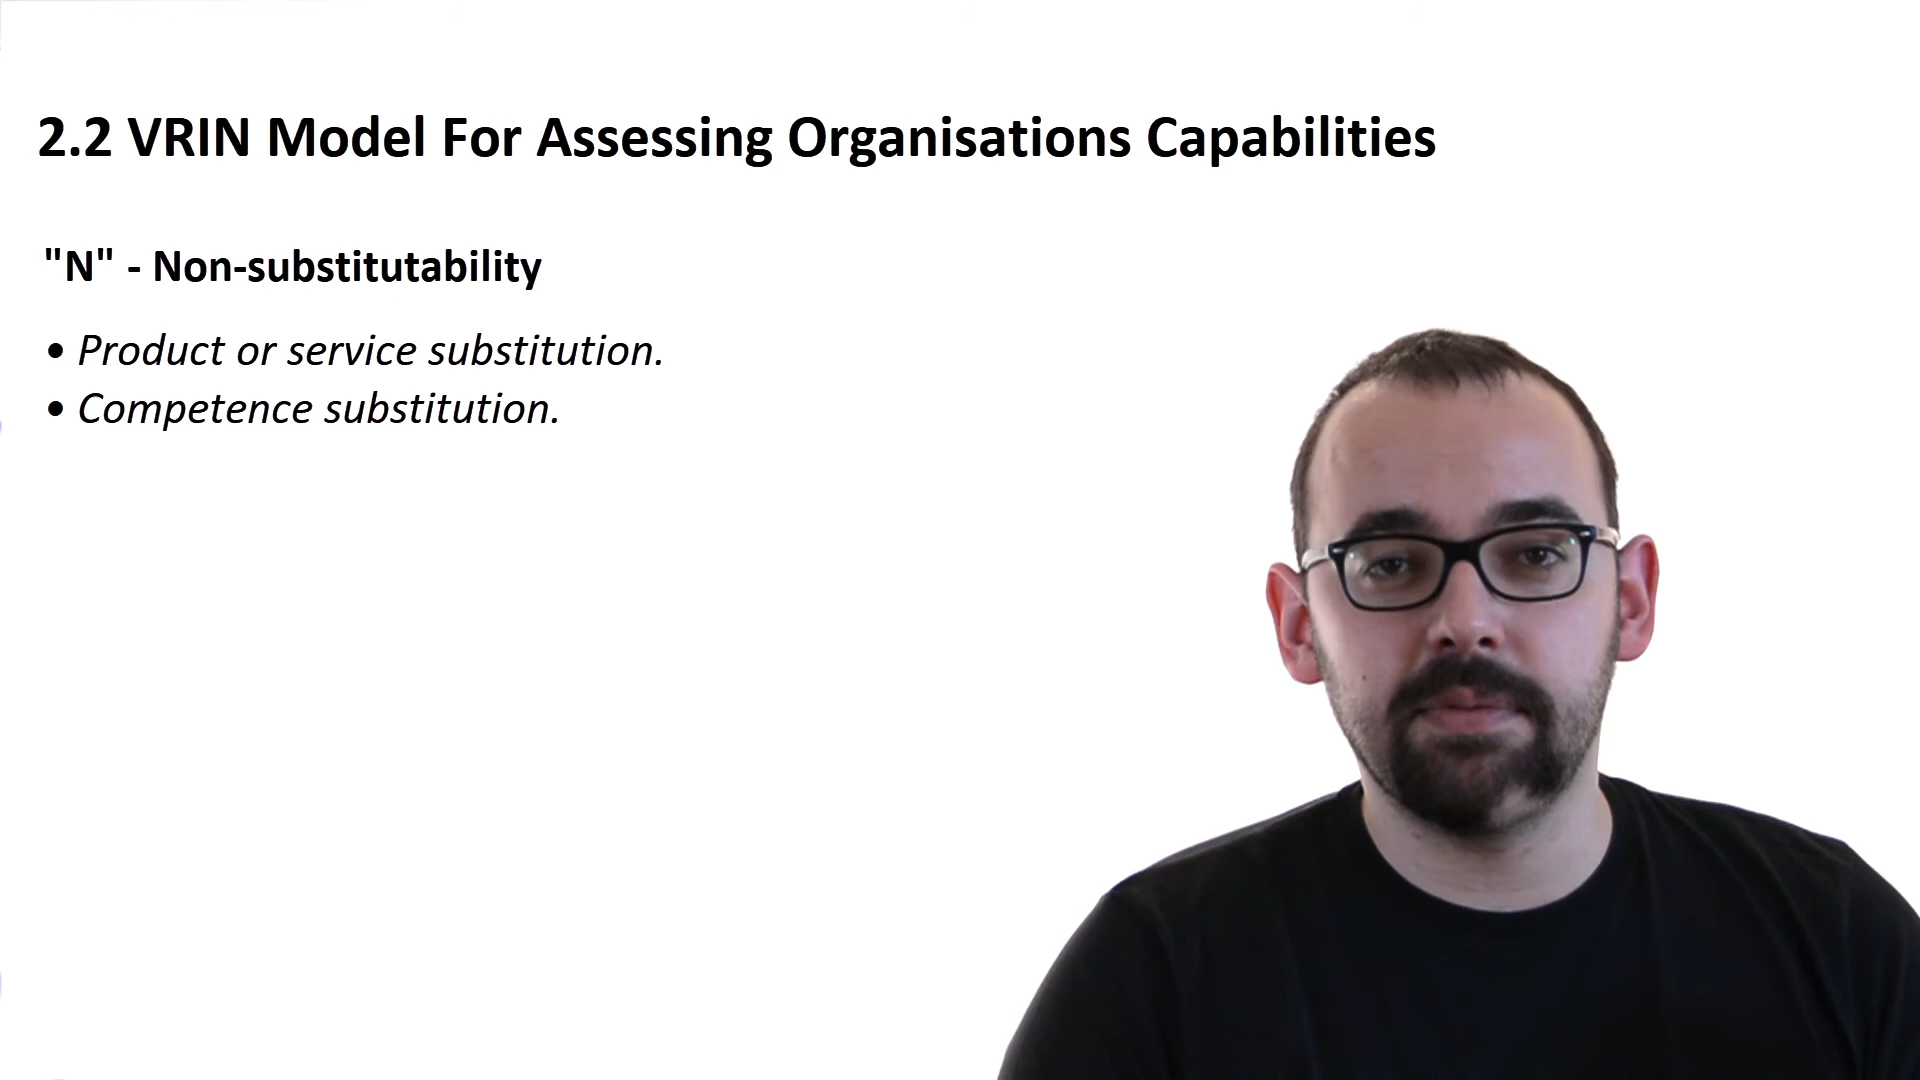 2.2 VRIN Model For Assessing Organisations Capabilities
"N" - Non-substitutability
• Product or service substitution.
• Competence substitution.